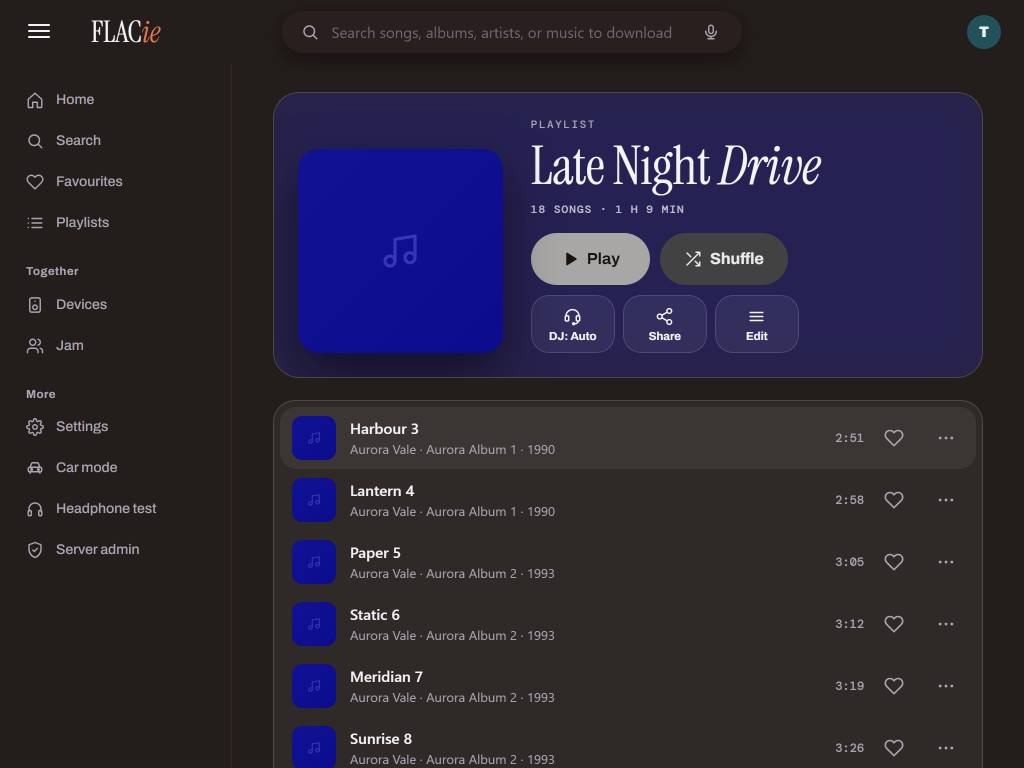 FLACie
Search songs, albums, artists, or music to download
T
Home
Search
Favourites
Playlists
Together
Devices
Jam
More
Settings
Car mode
Headphone test
Server admin
PLAYLIST
Late Night Drive
18 SONGS · 1 H 9 MIN
Play
Shuffle
DJ: Auto
Share
Edit
Harbour 3
Aurora Vale · Aurora Album 1 · 1990
2:51
Lantern 4
Aurora Vale · Aurora Album 1 · 1990
2:58
Paper 5
Aurora Vale · Aurora Album 2 · 1993
3:05
Static 6
Aurora Vale · Aurora Album 2 · 1993
3:12
Meridian 7
Aurora Vale · Aurora Album 2 · 1993
3:19
Sunrise 8
Aurora Vale · Aurora Album 2 · 1993
3:26